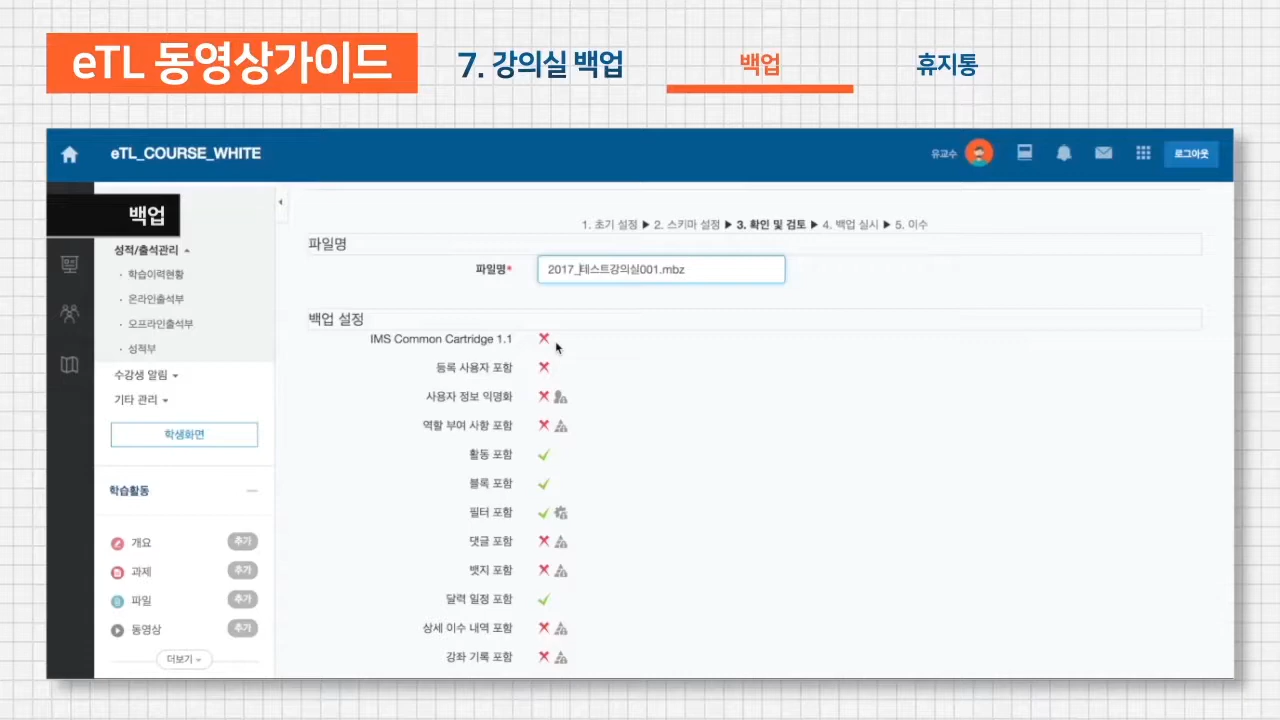 eTL 동영상가이드
7. 강의실 백업
백업
휴지통
eTL_COURSE_WHITE
유교수
로그아웃
백업
성적/출석관리
· 학습이력현황
· 온라인출석부
· 오프라인출석부
· 성적부
수강생 알림
기타 관리
학생화면
학습활동
개요 추가
과제 추가
파일 추가
동영상 추가
더보기
1. 초기 설정 ▶ 2. 스키마 설정 ▶ 3. 확인 및 검토 ▶ 4. 백업 실시 ▶ 5. 이수
파일명
파일명* 2017_테스트강의실001.mbz
백업 설정
IMS Common Cartridge 1.1
등록 사용자 포함
사용자 정보 익명화
역할 부여 사항 포함
활동 포함
블록 포함
필터 포함
댓글 포함
뱃지 포함
달력 일정 포함
상세 이수 내역 포함
강좌 기록 포함